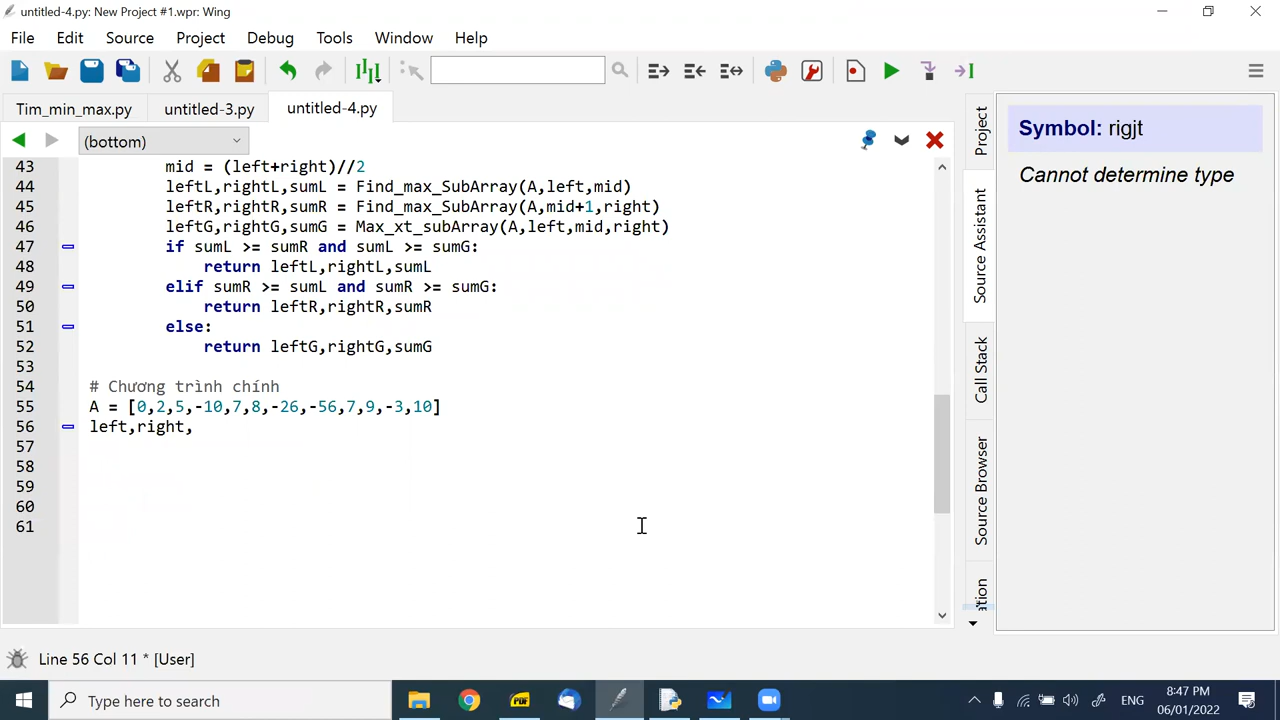 untitled-4.py: New Project #1.wpr: Wing
File Edit Source Project Debug Tools Window Help
Tim_min_max.py untitled-3.py untitled-4.py
(bottom)
43 mid = (left+right)//2
44 leftL,rightL,sumL = Find_max_SubArray(A,left,mid)
45 leftR,rightR,sumR = Find_max_SubArray(A,mid+1,right)
46 leftG,rightG,sumG = Max_xt_subArray(A,left,mid,right)
47 if sumL >= sumR and sumL >= sumG:
48 return leftL,rightL,sumL
49 elif sumR >= sumL and sumR >= sumG:
50 return leftR,rightR,sumR
51 else:
52 return leftG,rightG,sumG
53
54 # Chương trình chính
55 A = [0,2,5,-10,7,8,-26,-56,7,9,-3,10]
56 left,right,
57
58
59
60
61
Project
Source Assistant
Call Stack
Source Browser
Symbol: rigjt
Cannot determine type
Line 56 Col 11 * [User]
Type here to search
PDF
ENG
8:47 PM
06/01/2022